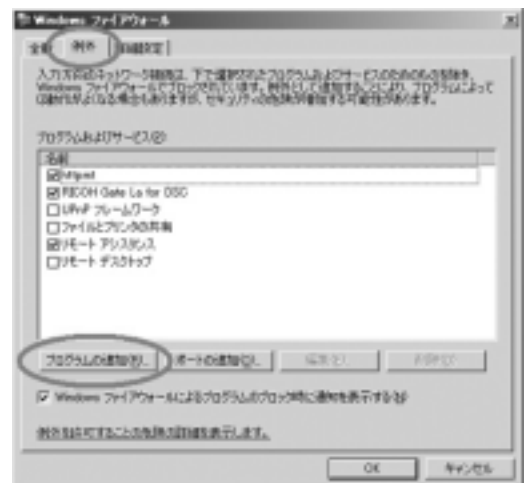 Windows ファイアウォール
全般 例外 詳細設定
入力方向のネットワーク接続は、下で選択されたプログラムおよびサービスのためのものを除き、
Windows ファイアウォールでブロックされています。例外として追加することにより、プログラムによって
は動作がよくなる場合もありますが、セキュリティの危険が増加する可能性があります。
プログラムおよびサービス(P):
名前
RICOH Gate La for DSC
UPnP フレームワーク
ファイルとプリンタの共有
リモート アシスタンス
リモート デスクトップ
プログラムの追加(R)... ポートの追加(O)... 編集(E)... 削除(D)
Windows ファイアウォールによるプログラムのブロック時に通知を表示する(N)
例外を許可することの危険の詳細を表示します。
OK キャンセル